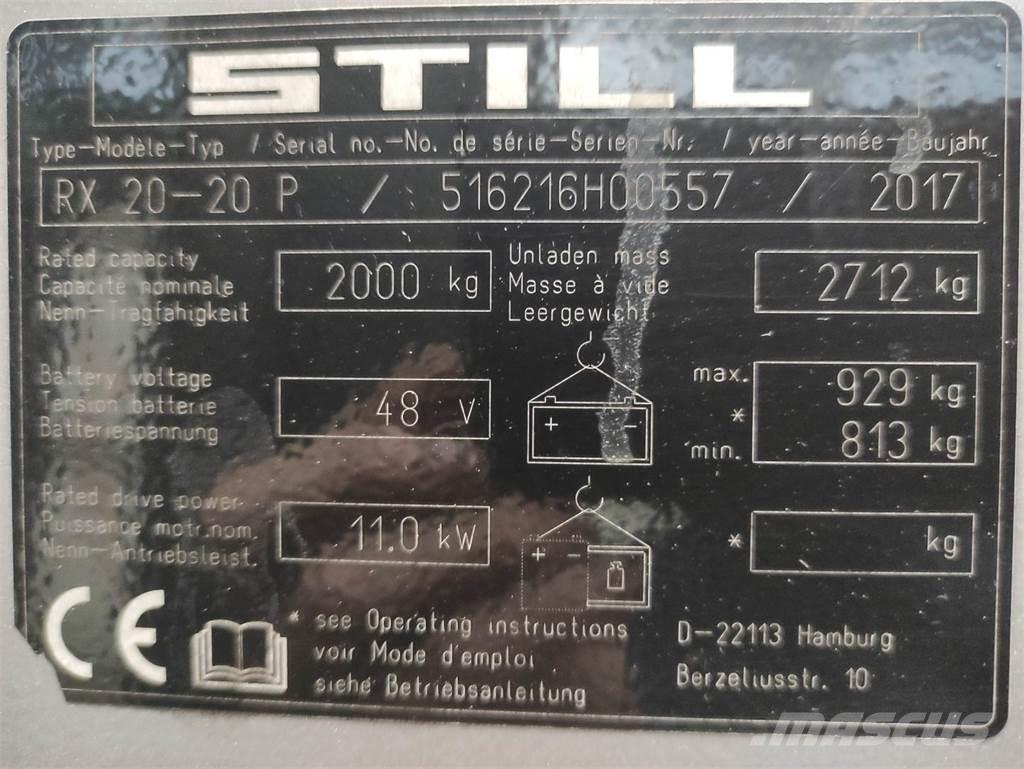 STILL
Type-Modèle-Typ / Serial no.-No. de série-Serien-Nr. / year-année-Baujahr
RX 20-20 P / 516216H00557 / 2017
Rated capacity
Capacité nominale
Nenn-Tragfähigkeit
2000 kg
Unladen mass
Masse à vide
Leergewicht
2712 kg
Battery voltage
Tension batterie
Batteriespannung
48 V
+ -
max.
*
min.
929 kg
813 kg
Rated drive power
Puissance motr.nom.
Nenn-Antriebsleist.
11.0 kW
+ -
* kg
CE
* see Operating instructions
voir Mode d'emploi
siehe Betriebsanleitung
D-22113 Hamburg
Berzeliusstr. 10
MASCUS